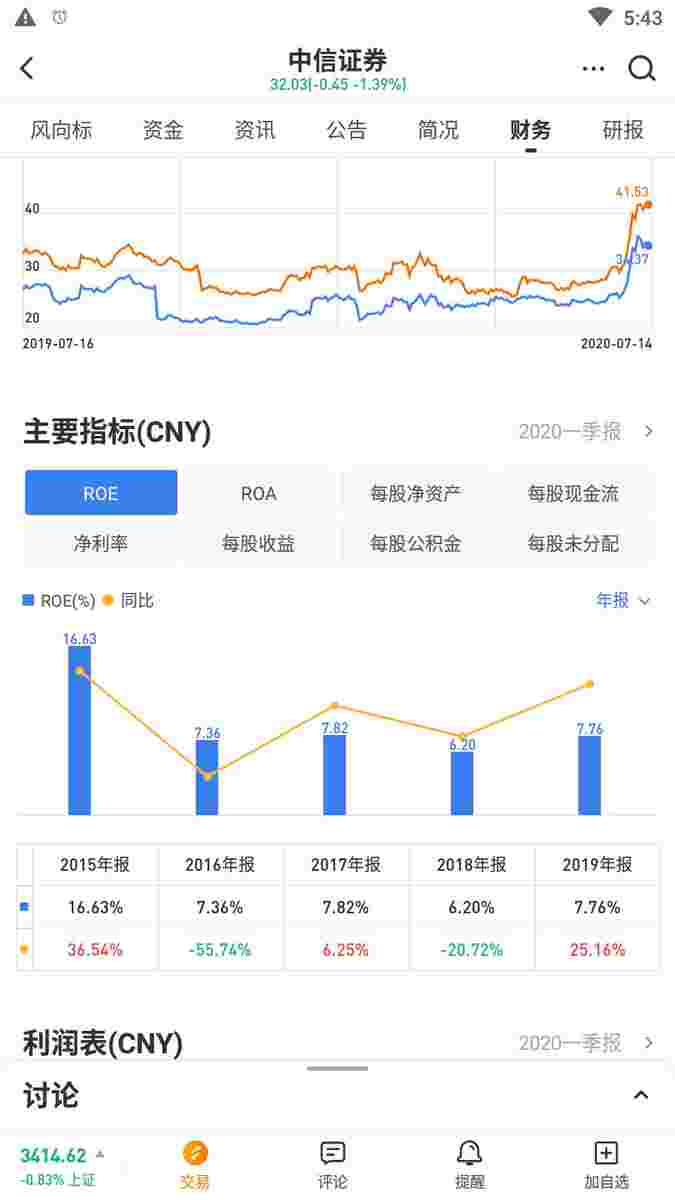 5:43
中信证券
32.03(-0.45 -1.39%)
风向标 资金 资讯 公告 简况 财务 研报
41.53
40
30
20
2019-07-16 2020-07-14
主要指标(CNY) 2020一季报
ROE ROA 每股净资产 每股现金流
净利率 每股收益 每股公积金 每股未分配
ROE(%) 同比 年报
16.63 7.36 7.82 6.20 7.76
2015年报 2016年报 2017年报 2018年报 2019年报
16.63% 7.36% 7.82% 6.20% 7.76%
36.54% -55.74% 6.25% -20.72% 25.16%
利润表(CNY) 2020一季报
讨论
3414.62
-0.83% 上证
交易 评论 提醒 加自选